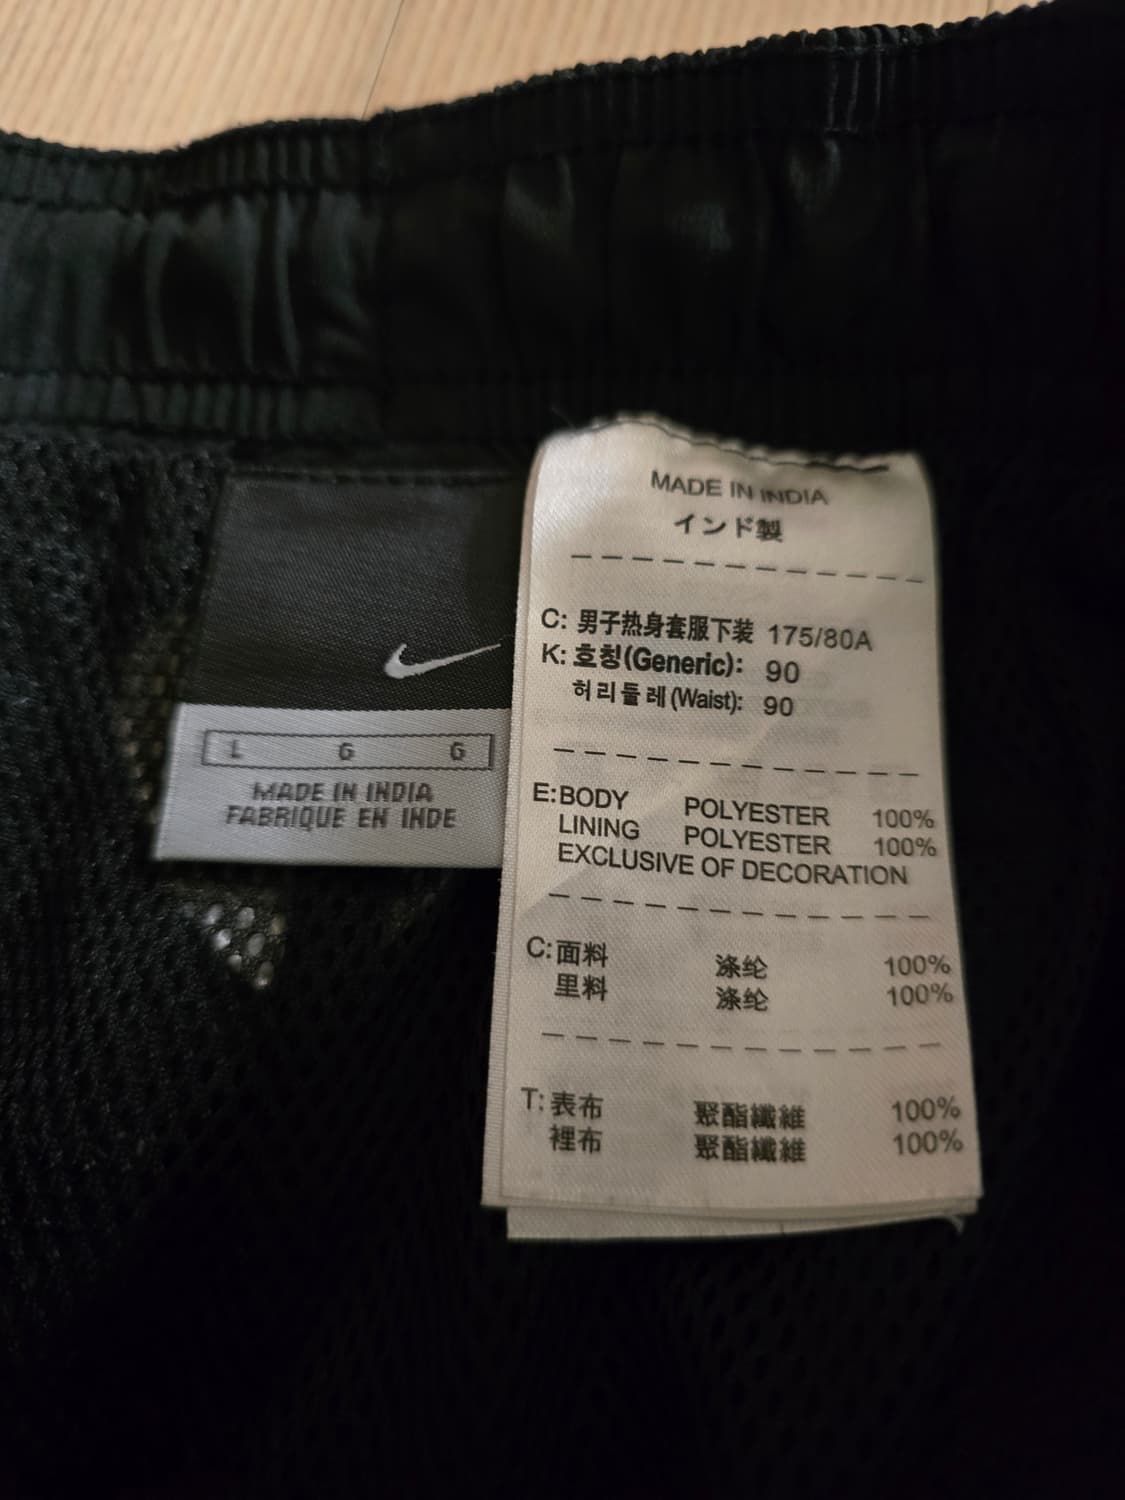 L G G
MADE IN INDIA
FABRIQUE EN INDE
MADE IN INDIA
インド製
C: 男子热身套服下装 175/80A
K: 호칭(Generic): 90
허리둘레(Waist): 90
E: BODY POLYESTER 100%
LINING POLYESTER 100%
EXCLUSIVE OF DECORATION
C: 面料 涤纶 100%
里料 涤纶 100%
T: 表布 聚酯纖維 100%
裡布 聚酯纖維 100%